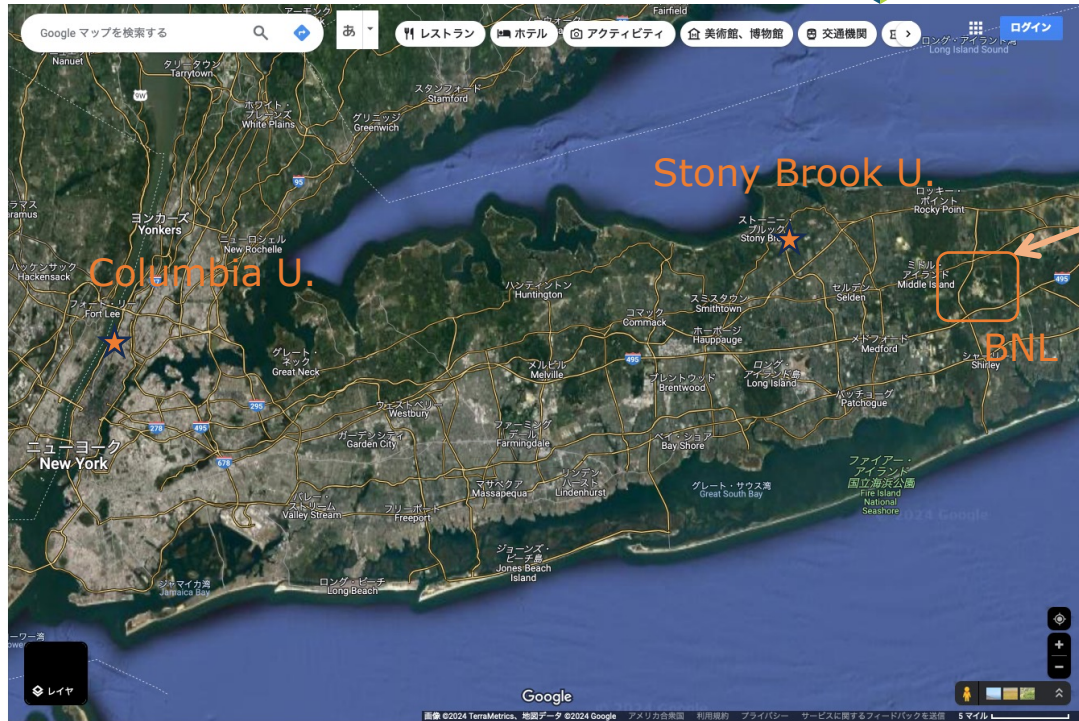 Google マップを検索する
あ
レストラン
ホテル
アクティビティ
美術館、博物館
交通機関
ログイン
Fairfield
Long Island Sound
Nanuet
タリータウン
Tarrytown
9W
スタンフォード
Stamford
ホワイト・
プレーンズ
White Plains
グリニッジ
Greenwich
95
Stony Brook U.
ロッキー・
ポイント
Rocky Point
ヨンカーズ
Yonkers
ストーニー・
ブルック
ニューロシェル
New Rochelle
ハッケンサック
Hackensack
Columbia U.
ミドル・
アイランド
Middle Island
495
ハンティントン
Huntington
セルデン
Selden
フォート・リー
Fort Lee
スミスタウン
Smithtown
コマック
Commack
ホーポージ
Hauppauge
メドフォード
Medford
BNL
Shirley
グレート・
ネック
Great Neck
495
メルビル
Melville
ブレントウッド
Brentwood
ロング・
アイランド島
Long Island
パッチョーグ
Patchogue
295
ウェストベリー
Westbury
278
495
ガーデンシティ
Garden City
ファーミング
デール
Farmingdale
ベイ・ショア
Bay Shore
ニューヨーク
New York
678
マサペクア
Massapequa
リンデン
ハースト
Lindenhurst
グレート・サウス湾
Great South Bay
ファイアー・
アイランド
国立海浜公園
Fire Island
National
Seashore
バレー・
ストリーム
Valley Stream
フリーポート
Freeport
ジョーンズ・
ビーチ島
Jones Beach
Island
ジャマイカ湾
Jamaica Bay
ロング・ビーチ
Long Beach
レイヤ
Google
画像 ©2024 TerraMetrics、地図データ ©2024 Google アメリカ合衆国 利用規約 プライバシー サービスに関するフィードバックを送信 5 マイル